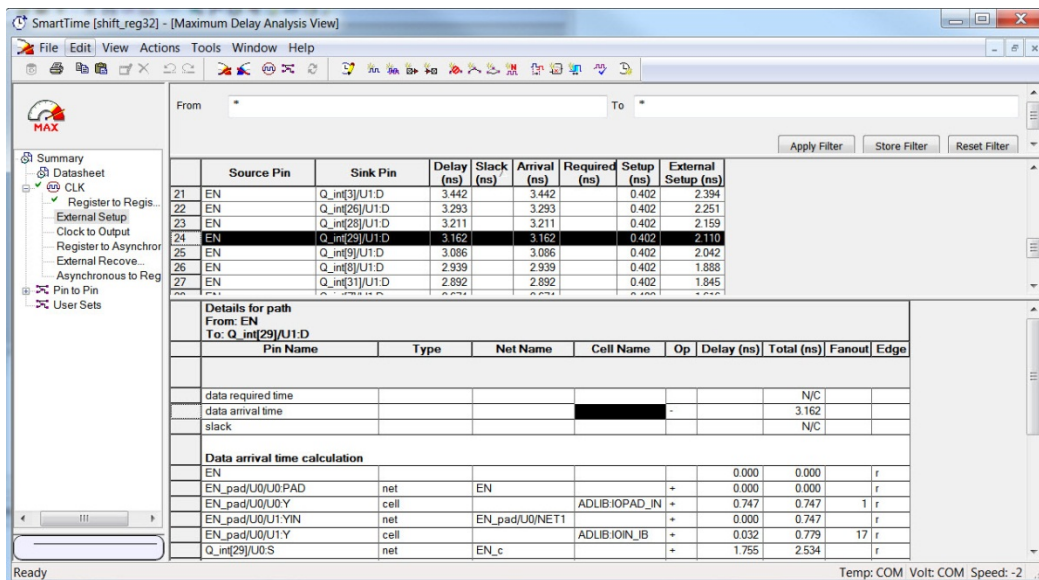 SmartTime [shift_reg32] - [Maximum Delay Analysis View]
File Edit View Actions Tools Window Help
MAX
Summary
Datasheet
CLK
Register to Regis...
External Setup
Clock to Output
Register to Asynchror
External Recove...
Asynchronous to Reg
Pin to Pin
User Sets
From * To *
Apply Filter Store Filter Reset Filter
Source Pin Sink Pin Delay (ns) Slack (ns) Arrival (ns) Required (ns) Setup (ns) External Setup (ns)
21 EN Q_int[3]/U1:D 3.442 3.442 0.402 2.394
22 EN Q_int[26]/U1:D 3.293 3.293 0.402 2.251
23 EN Q_int[28]/U1:D 3.211 3.211 0.402 2.159
24 EN Q_int[29]/U1:D 3.162 3.162 0.402 2.110
25 EN Q_int[9]/U1:D 3.086 3.086 0.402 2.042
26 EN Q_int[8]/U1:D 2.939 2.939 0.402 1.888
27 EN Q_int[31]/U1:D 2.892 2.892 0.402 1.845
Details for path
From: EN
To: Q_int[29]/U1:D
Pin Name Type Net Name Cell Name Op Delay (ns) Total (ns) Fanout Edge
data required time N/C
data arrival time - 3.162
slack N/C
Data arrival time calculation
EN 0.000 0.000 r
EN_pad/U0/U0:PAD net EN + 0.000 0.000 r
EN_pad/U0/U0:Y cell ADLIB:IOPAD_IN + 0.747 0.747 1 r
EN_pad/U0/U1:YIN net EN_pad/U0/NET1 + 0.000 0.747 r
EN_pad/U0/U1:Y cell ADLIB:IOIN_IB + 0.032 0.779 17 r
Q_int[29]/U0:S net EN_c + 1.755 2.534 r
Ready Temp: COM Volt: COM Speed: -2